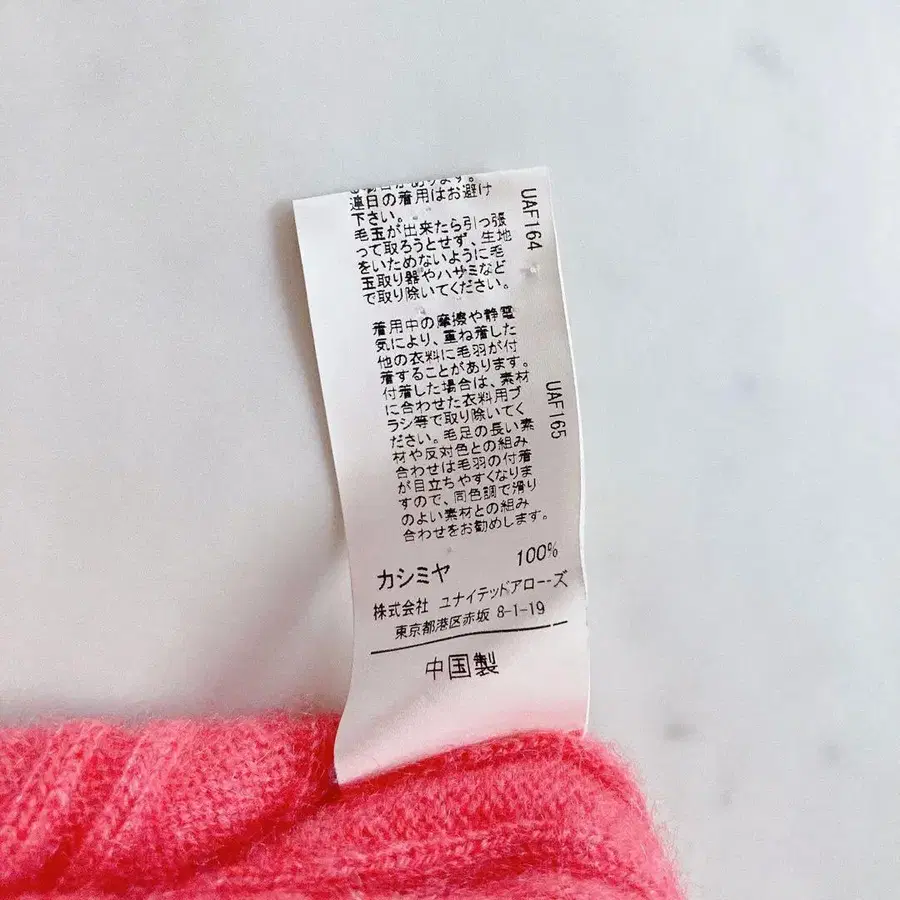 連日の着用はお避け
下さい。
毛玉が出来たら引っ張
って取ろうとせず、生地
をいためないように毛
玉取り器やハサミなど
で取り除いてください。
UAF164
着用中の摩擦や静電
気により、重ね着した
他の衣料に毛羽が付
着することがあります。
付着した場合は、素材
に合わせた衣料用ブ
ラシ等で取り除いてく
ださい。毛足の長い素
材や反対色との組み
合わせは毛羽の付着
が目立ちやすくなりま
すので、同色調で滑り
のよい素材との組み
合わせをお勧めします。
UAF165
カシミヤ 100%
株式会社 ユナイテッドアローズ
東京都港区赤坂 8-1-19
中国製